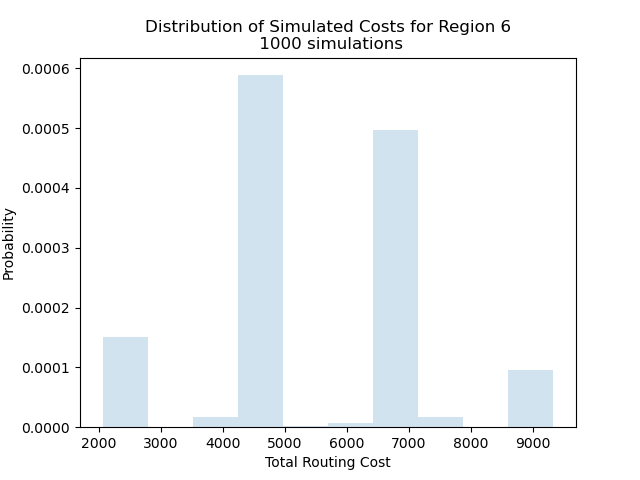 Distribution of Simulated Costs for Region 6
1000 simulations
0.0006
0.0005
0.0004
0.0003
0.0002
0.0001
0.0000
Probability
2000 3000 4000 5000 6000 7000 8000 9000
Total Routing Cost